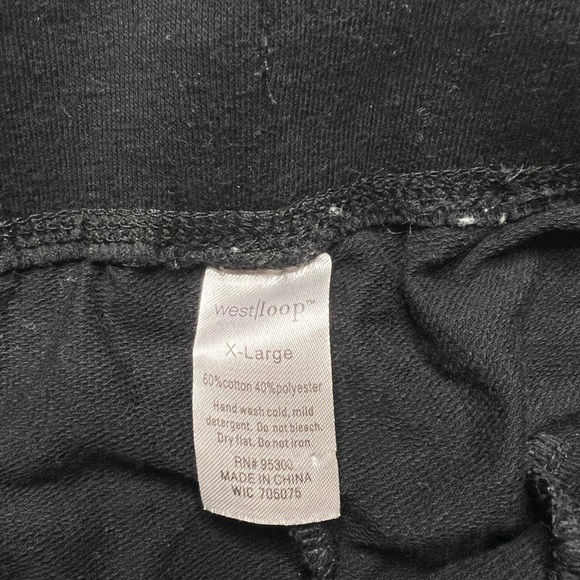 west/loop™
X-Large
60%cotton 40%polyester
Hand wash cold, mild
detergent. Do not bleach.
Dry flat. Do not iron.
RN# 95300
MADE IN CHINA
WIC 705075